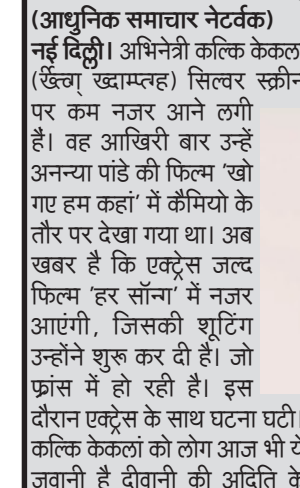 (आधुनिक समाचार नेटवर्क)
नई दिल्ली। अभिनेत्री कल्कि केकलां
सिल्वर स्क्रीन
पर कम नजर आने लगी
हैं। वह आखिरी बार उन्हें
अनन्या पांडे की फिल्म 'खो
गए हम कहां' में कैमियो के
तौर पर देखा गया था। अब
खबर है कि एक्ट्रेस जल्द
फिल्म 'हर सॉन्ग' में नजर
आएंगी, जिसकी शूटिंग
उन्होंने शुरू कर दी है। जो
फ्रांस में हो रही है। इस
दौरान एक्ट्रेस के साथ घटना घटी।
कल्कि केकलां को लोग आज भी ये
जवानी है दीवानी की अदिति के